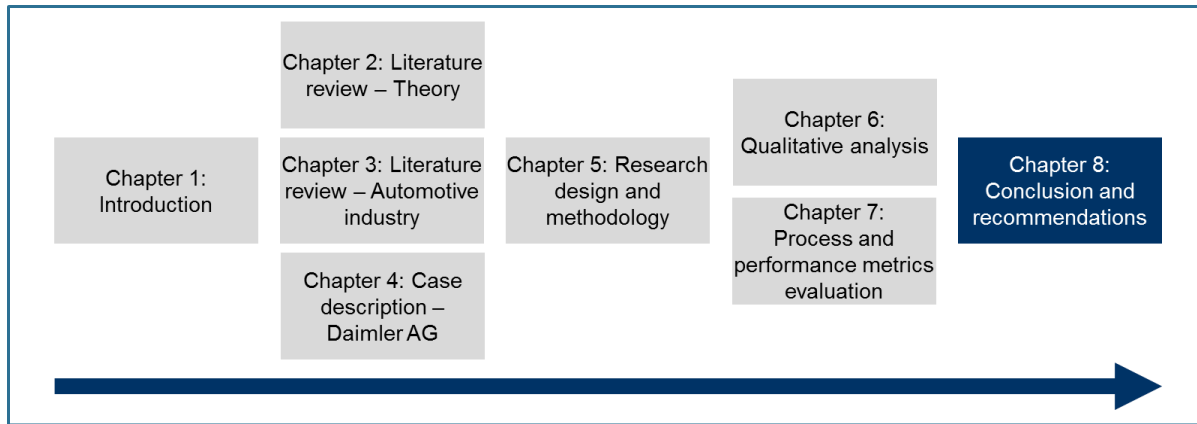 Chapter 1:
Introduction
Chapter 2: Literature
review – Theory
Chapter 3: Literature
review – Automotive
industry
Chapter 4: Case
description –
Daimler AG
Chapter 5: Research
design and
methodology
Chapter 6:
Qualitative analysis
Chapter 7:
Process and
performance metrics
evaluation
Chapter 8:
Conclusion and
recommendations